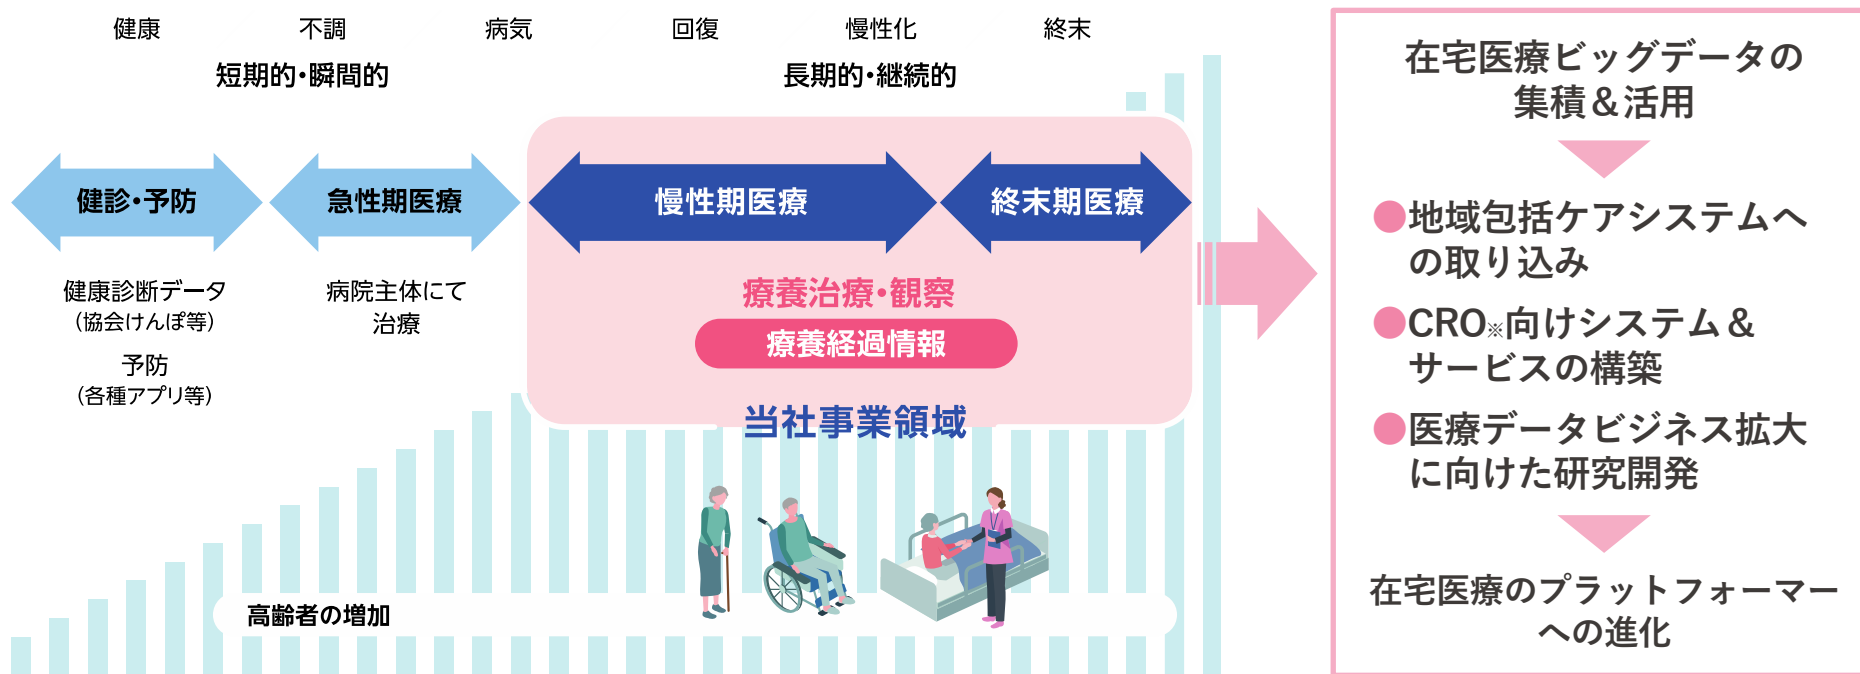 健康
不調
病気
回復
慢性化
終末
短期的・瞬間的
長期的・継続的
健診・予防
急性期医療
慢性期医療
終末期医療
健康診断データ
（協会けんぽ等）
予防
（各種アプリ等）
病院主体にて
治療
療養治療・観察
療養経過情報
当社事業領域
高齢者の増加
在宅医療ビッグデータの
集積＆活用
●地域包括ケアシステムへ
の取り込み
●CRO※向けシステム＆
サービスの構築
●医療データビジネス拡大
に向けた研究開発
在宅医療のプラットフォーマー
への進化